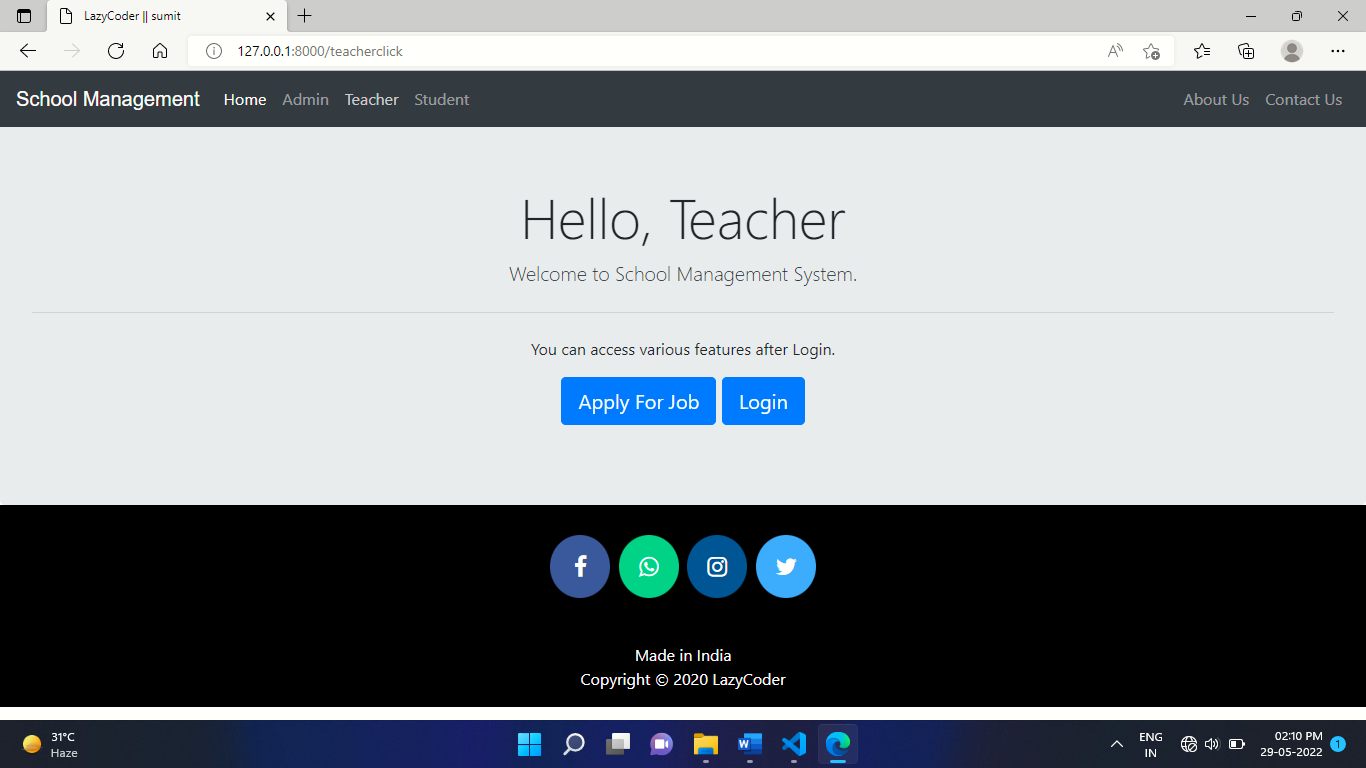 LazyCoder || sumit
127.0.0.1:8000/teacherclick
School Management Home Admin Teacher Student About Us Contact Us
Hello, Teacher
Welcome to School Management System.
You can access various features after Login.
Apply For Job Login
Made in India
Copyright © 2020 LazyCoder
31°C
Haze
ENG
IN
02:10 PM
29-05-2022
1